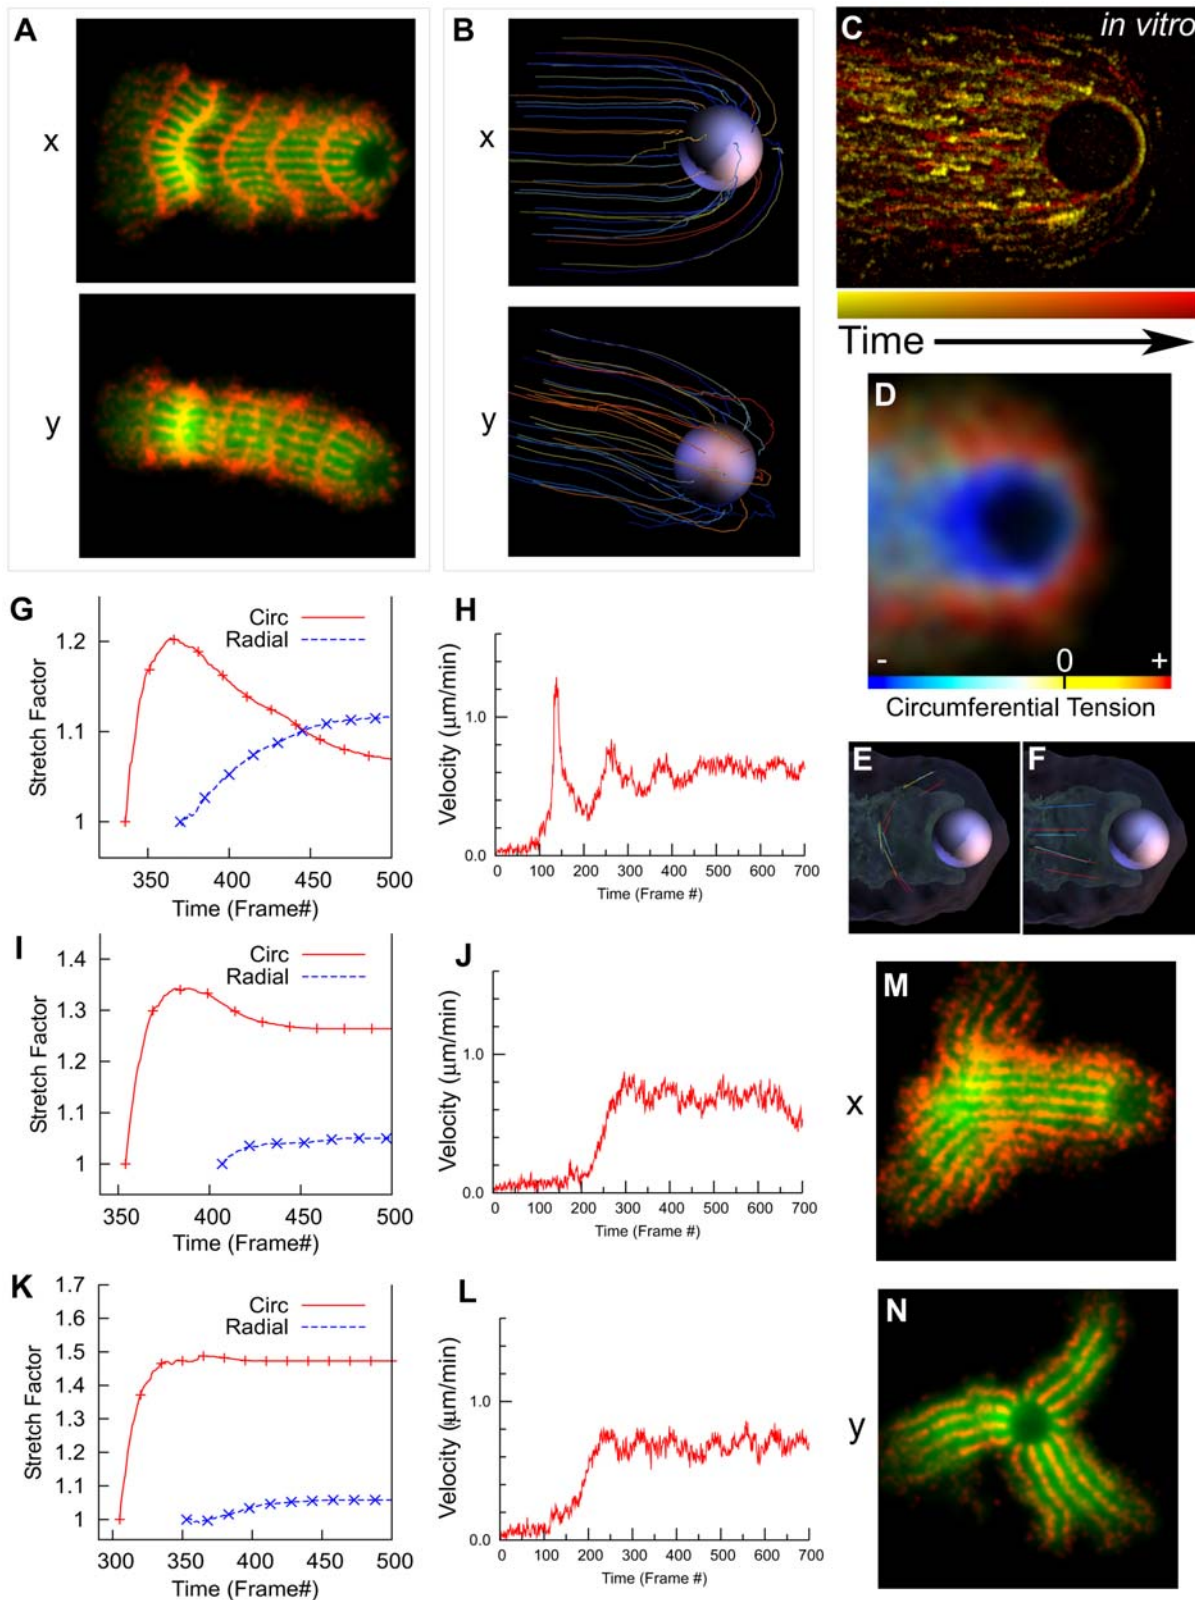 A
x
y
B
x
y
C
in vitro
Time
D
-
0
+
Circumferential Tension
E
F
G
Stretch Factor
1.2
1.1
1
Circ
Radial
350
400
450
500
Time (Frame#)
H
Velocity (μm/min)
1.0
0.0
0
100
200
300
400
500
600
700
Time (Frame #)
I
Stretch Factor
1.4
1.3
1.2
1.1
1
Circ
Radial
350
400
450
500
Time (Frame#)
J
Velocity (μm/min)
1.0
0.0
0
100
200
300
400
500
600
700
Time (Frame #)
K
Stretch Factor
1.7
1.6
1.5
1.4
1.3
1.2
1.1
1
Circ
Radial
300
350
400
450
500
Time (Frame#)
L
Velocity (μm/min)
1.0
0.0
0
100
200
300
400
500
600
700
Time (Frame #)
M
x
N
y